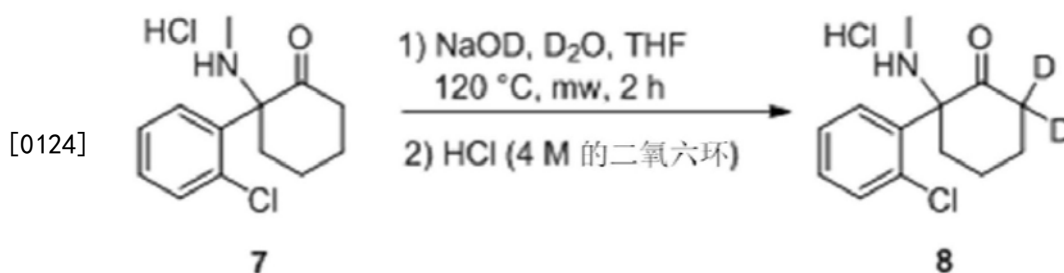 HCl
HN
O
Cl
7
[0124]
1) NaOD, D₂O, THF
120 °C, mw, 2 h
2) HCl (4 M 的二氧六环)
HCl
HN
O
D
D
Cl
8